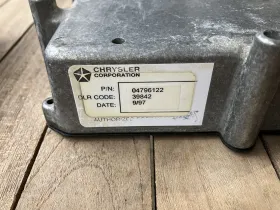 CHRYSLER
CORPORATION
P/N: 04796122
DLR CODE: 39842
DATE: 9/97